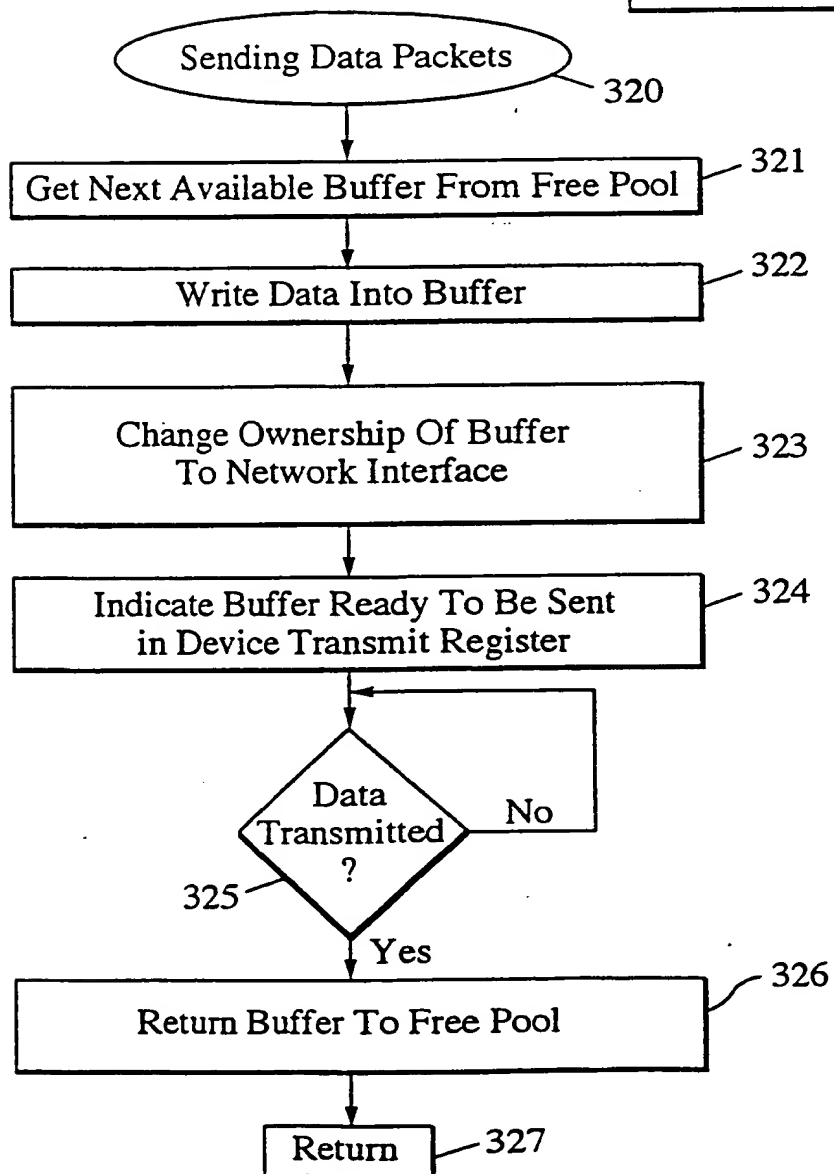 Sending Data Packets
320
Get Next Available Buffer From Free Pool
321
Write Data Into Buffer
322
Change Ownership Of Buffer
To Network Interface
323
Indicate Buffer Ready To Be Sent
in Device Transmit Register
324
Data
Transmitted
?
No
325
Yes
Return Buffer To Free Pool
326
Return
327